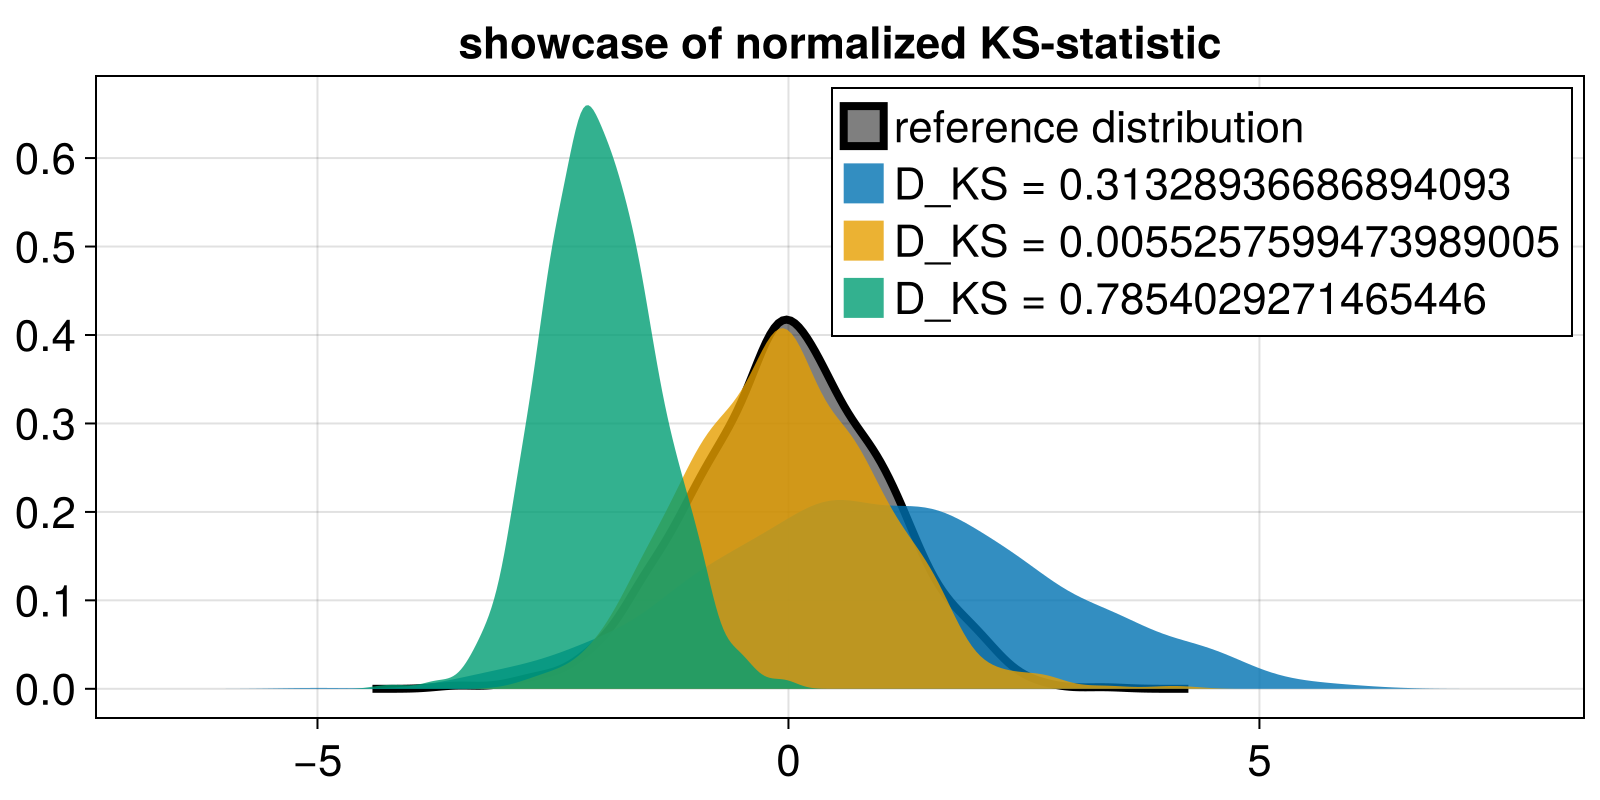 showcase of normalized KS-statistic
reference distribution
D_KS = 0.31328936686894093
D_KS = 0.0055257599473989005
D_KS = 0.7854029271465446
0.6
0.5
0.4
0.3
0.2
0.1
0.0
−5
0
5